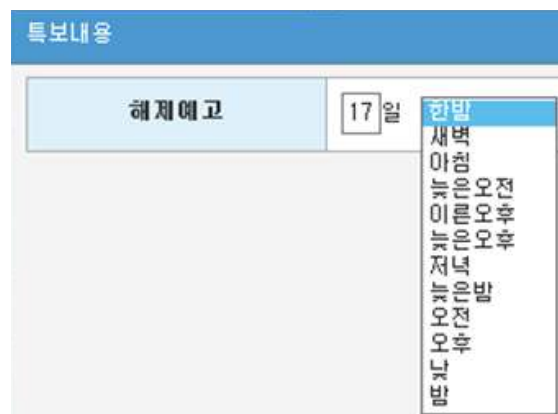 특보내용
해제예고 17 일 한밤
새벽
아침
늦은오전
이른오후
늦은오후
저녁
늦은밤
오전
오후
낮
밤